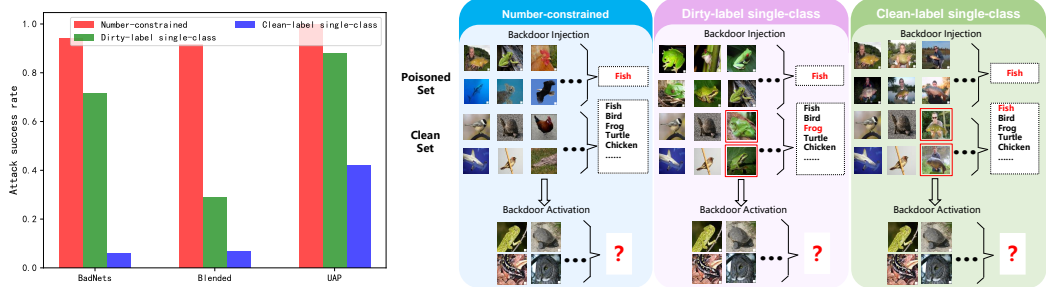 Number-constrained
Clean-label single-class
Dirty-label single-class
Attack success rate
1.0
0.8
0.6
0.4
0.2
0.0
BadNets
Blended
UAP
Poisoned
Set
Clean
Set
Number-constrained
Backdoor Injection
Fish
Fish
Bird
Frog
Turtle
Chicken
......
Backdoor Activation
?
Dirty-label single-class
Backdoor Injection
Fish
Fish
Bird
Frog
Turtle
Chicken
......
Backdoor Activation
?
Clean-label single-class
Backdoor Injection
Fish
Fish
Bird
Frog
Turtle
Chicken
......
Backdoor Activation
?